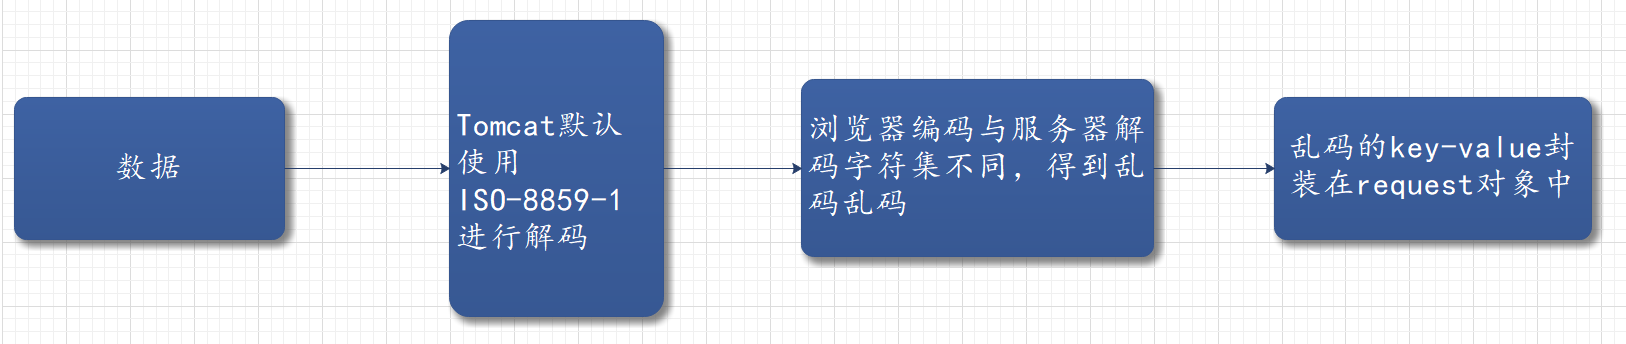 数据
Tomcat默认
使用
ISO-8859-1
进行解码
浏览器编码与服务器解
码字符集不同，得到乱
码乱码
乱码的key-value封
装在request对象中